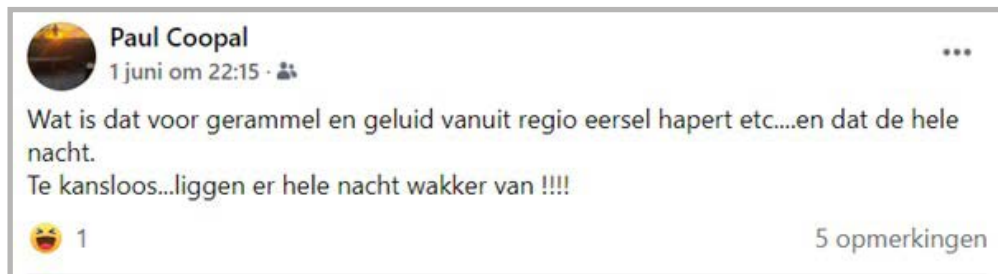 Paul Coopal
1 juni om 22:15 ·
Wat is dat voor gerammel en geluid vanuit regio eersel hapert etc....en dat de hele
nacht.
Te kansloos...liggen er hele nacht wakker van !!!!
1
5 opmerkingen